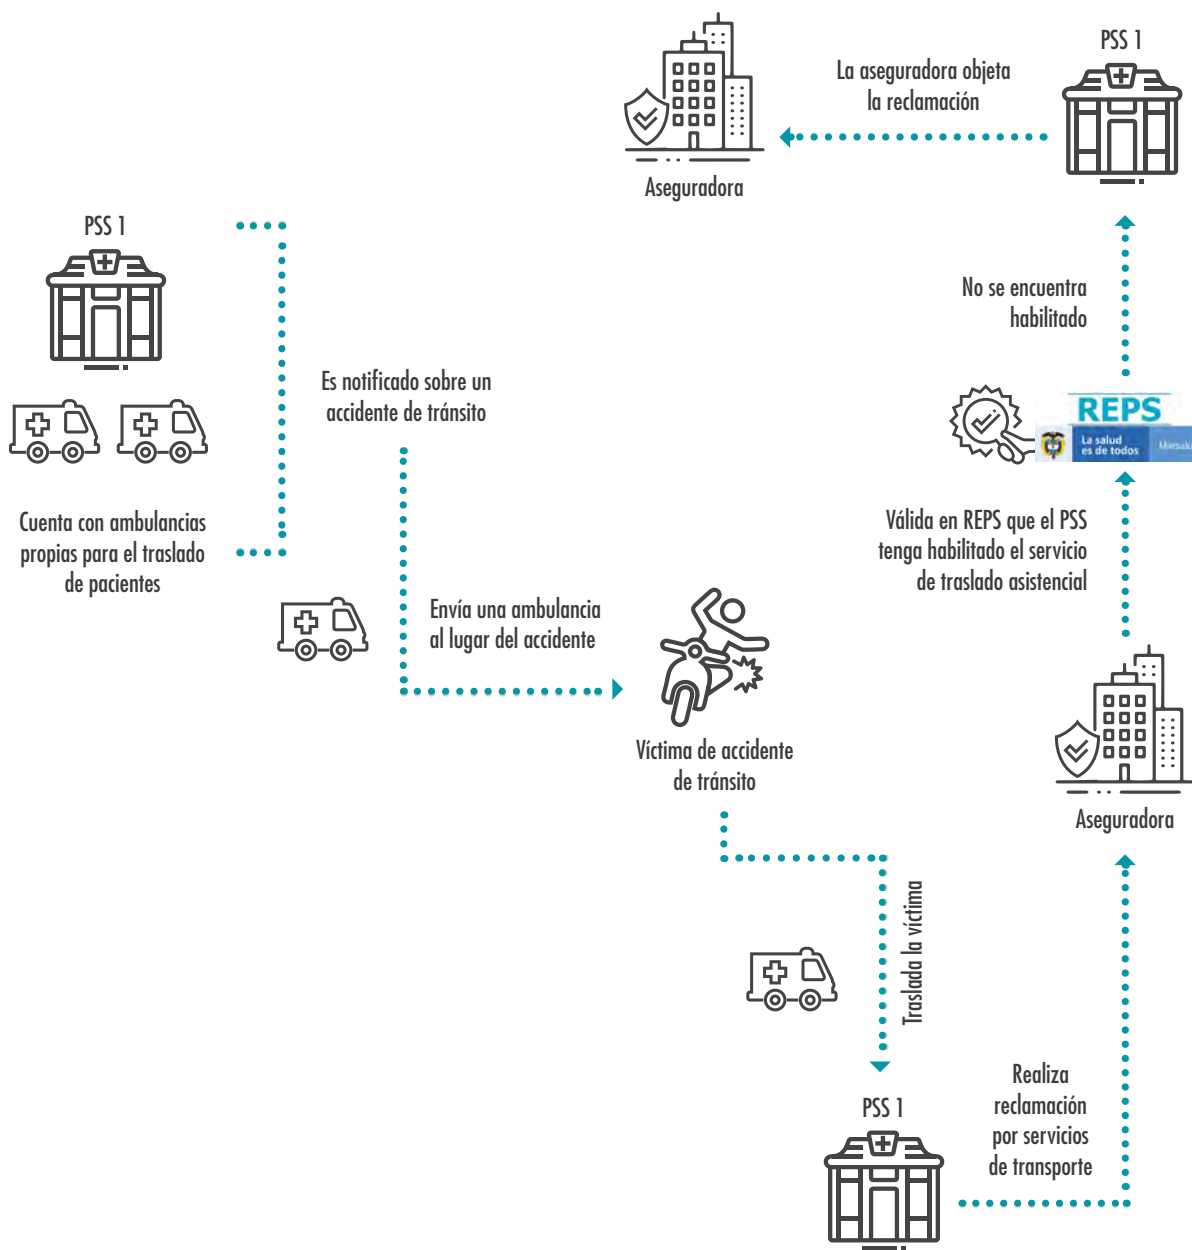 PSS 1
Cuenta con ambulancias
propias para el traslado
de pacientes
Es notificado sobre un
accidente de tránsito
Envía una ambulancia
al lugar del accidente
Víctima de accidente
de tránsito
Traslada la víctima
PSS 1
Realiza
reclamación
por servicios
de transporte
Aseguradora
Válida en REPS que el PSS
tenga habilitado el servicio
de traslado asistencial
REPS
La salud
es de todos
No se encuentra
habilitado
PSS 1
La aseguradora objeta
la reclamación
Aseguradora